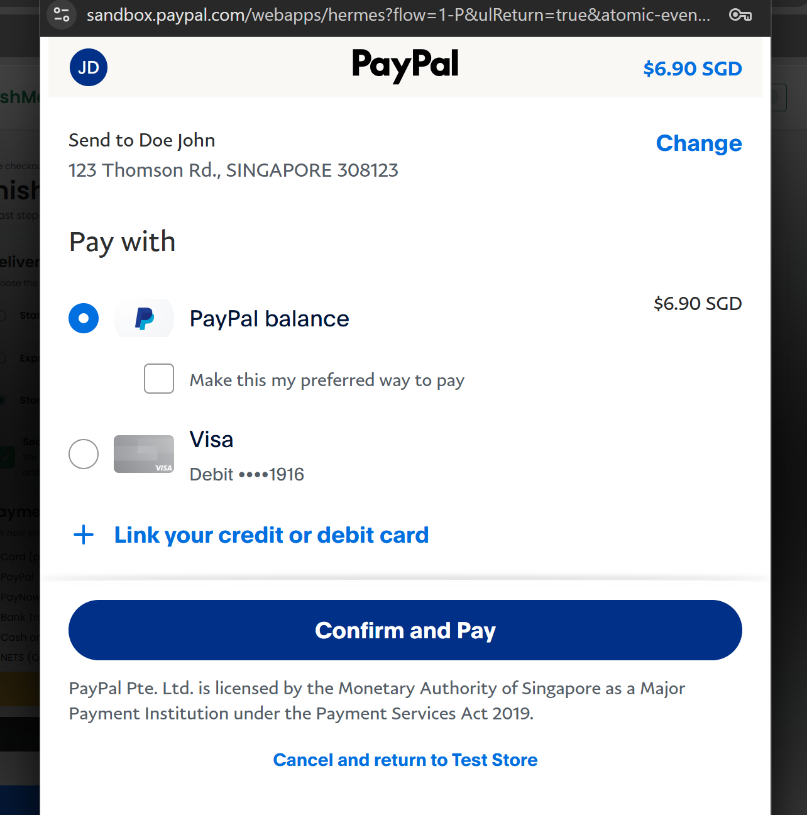 sandbox.paypal.com/webapps/hermes?flow=1-P&ulReturn=true&atomic-even...
JD
PayPal
$6.90 SGD
Send to Doe John
Change
123 Thomson Rd., SINGAPORE 308123
Pay with
$6.90 SGD
PayPal balance
Make this my preferred way to pay
Visa
VISA
Debit ••••1916
+ Link your credit or debit card
Confirm and Pay
PayPal Pte. Ltd. is licensed by the Monetary Authority of Singapore as a Major
Payment Institution under the Payment Services Act 2019.
Cancel and return to Test Store